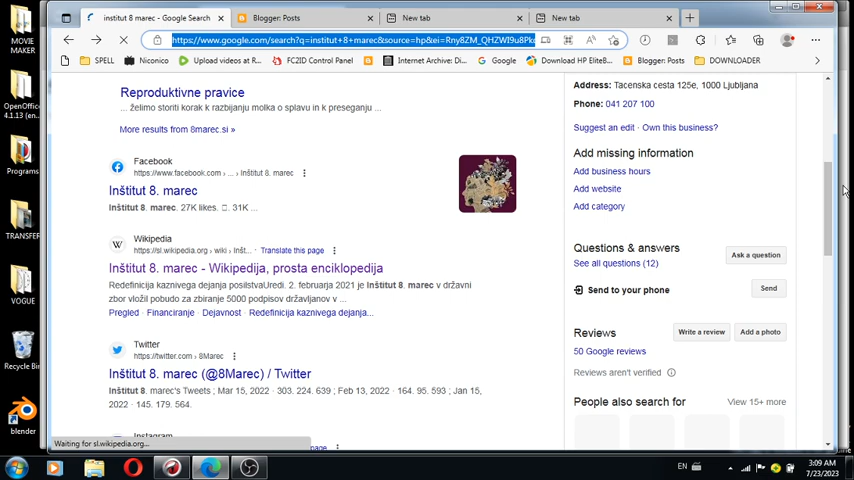 MOVIE
MAKER
OpenOffice
4.1.13 (en...
Programs
TRANSFER
VOGUE
Recycle Bin
blender
institut 8 marec - Google Search
Blogger: Posts
New tab
New tab
https://www.google.com/search?q=institut+8+marec&source=hp&ei=Rny8ZM_QHZWI9u8Pk
SPELL
Niconico
Upload videos at R...
FC2ID Control Panel
Internet Archive: Di...
Google
Download HP EliteB...
Blogger: Posts
DOWNLOADER
Reproduktivne pravice
... želimo storiti korak k razbijanju molka o splavu in k preseganju ...
More results from 8marec.si »
Facebook
https://www.facebook.com › ... › Inštitut 8. marec
Inštitut 8. marec
Inštitut 8. marec. 27K likes. 31K ...
W
Wikipedia
https://sl.wikipedia.org › wiki › Inšt... · Translate this page
Inštitut 8. marec - Wikipedija, prosta enciklopedija
Redefinicija kaznivega dejanja posilstvaUredi. 2. februarja 2021 je Inštitut 8. marec v državni
zbor vložil pobudo za zbiranje 5000 podpisov državljanov v ...
Pregled · Financiranje · Dejavnost · Redefinicija kaznivega dejanja...
Twitter
https://twitter.com › 8Marec
Inštitut 8. marec (@8Marec) / Twitter
Inštitut 8. marec's Tweets ; Mar 15, 2022 · 303. 224. 639 ; Feb 13, 2022 · 164. 95. 593 ; Jan 15,
2022 · 145. 179. 564.
Instagram
page
Waiting for sl.wikipedia.org...
Address: Tacenska cesta 125e, 1000 Ljubljana
Phone: 041 207 100
Suggest an edit · Own this business?
Add missing information
Add business hours
Add website
Add category
Questions & answers
See all questions (12)
Ask a question
Send to your phone
Send
Reviews
Write a review
Add a photo
50 Google reviews
Reviews aren't verified
People also search for
View 15+ more
EN
3:09 AM
7/23/2023